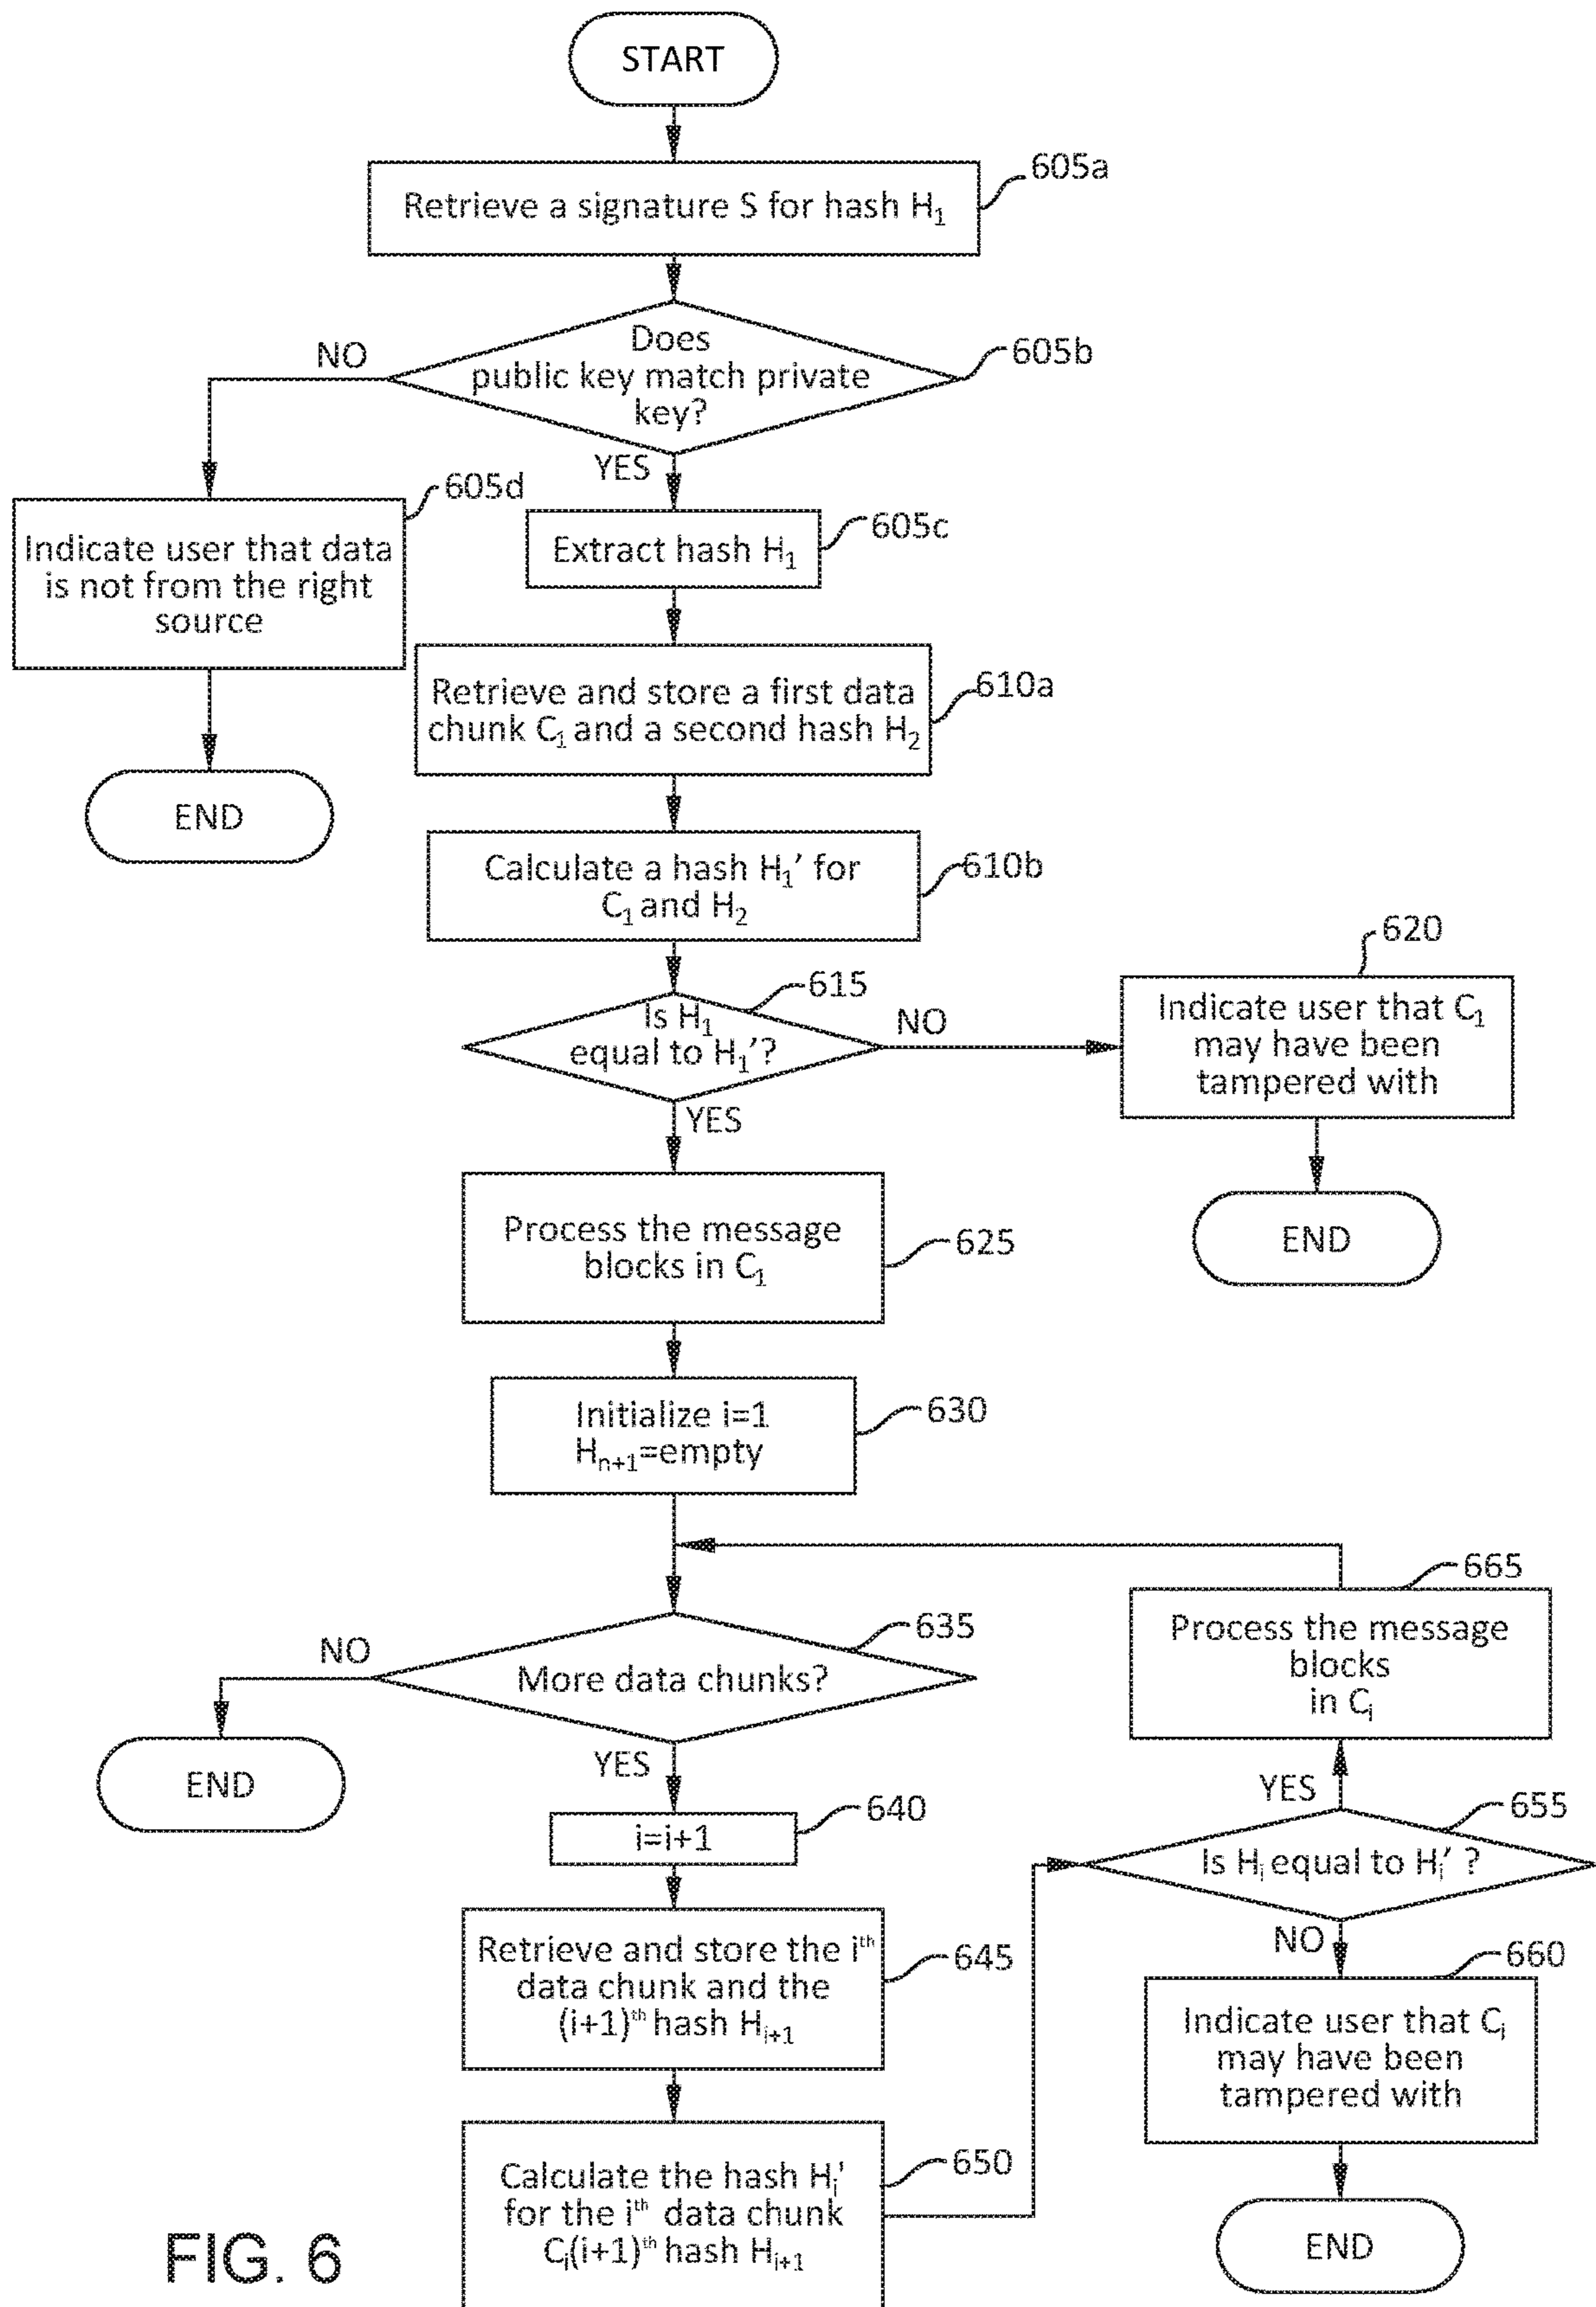 START
605a
Retrieve a signature S for hash H₁
Does
public key match private
key?
605b
NO
YES
605d
Indicate user that data
is not from the right
source
END
605c
Extract hash H₁
610a
Retrieve and store a first data
chunk C₁ and a second hash H₂
610b
Calculate a hash H₁’ for
C₁ and H₂
615
Is H₁
equal to H₁’?
NO
620
Indicate user that C₁
may have been
tampered with
END
YES
Process the message
blocks in C₁
625
Initialize i=1
Hₙ₊₁=empty
630
635
More data chunks?
NO
END
YES
640
i=i+1
Retrieve and store the iᵗʰ
data chunk and the
(i+1)ᵗʰ hash Hᵢ₊₁
645
Calculate the hash Hᵢ'
for the iᵗʰ data chunk
Cᵢ(i+1)ᵗʰ hash Hᵢ₊₁
650
665
Process the message
blocks
in Cᵢ
YES
655
Is Hᵢ equal to Hᵢ’ ?
NO
660
Indicate user that Cᵢ
may have been
tampered with
END
FIG. 6